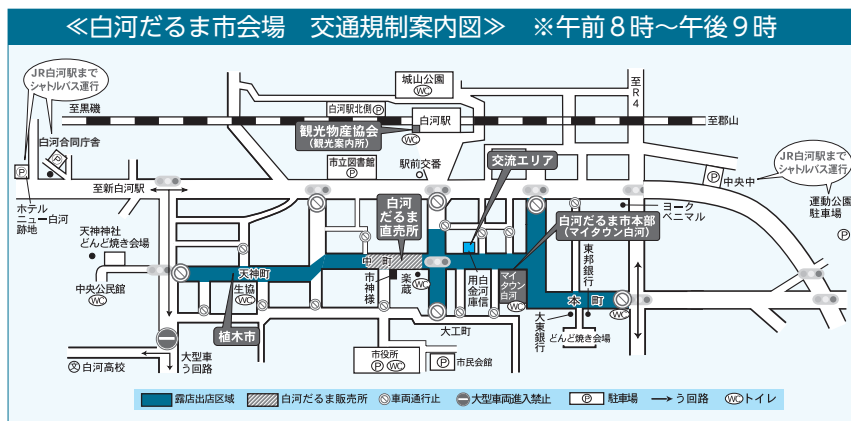 ≪白河だるま市会場　交通規制案内図≫　※午前８時〜午後９時
JR白河駅まで
シャトルバス運行
城山公園
WC
至R4
至黒磯
白河駅北側 P
白河駅
至郡山
観光物産協会
（観光案内所）
WC
白河合同庁舎
P
P
市立図書館
P
駅前交番
交流エリア
JR白河駅まで
シャトルバス運行
P
中央中
至新白河駅
ホテル
ニュー白河
跡地
白河
だるま
直売所
ヨーク
ベニマル
運動公園
駐車場
P
白河だるま市本部
（マイタウン白河）
天神神社
どんど焼き会場
中町
東邦銀行
天神町
市神様
楽蔵
WC
白河信
用金庫
マイ
タウン
白河
WC
中央公民館
WC
生協
WC
本町
WC
植木市
大工町
大東銀行
どんど焼き会場
大型車
う回路
文 白河高校
市役所
P WC
P 市民会館
露店出店区域
白河だるま販売所
車両通行止
大型車両進入禁止
P 駐車場
う回路
WC トイレ